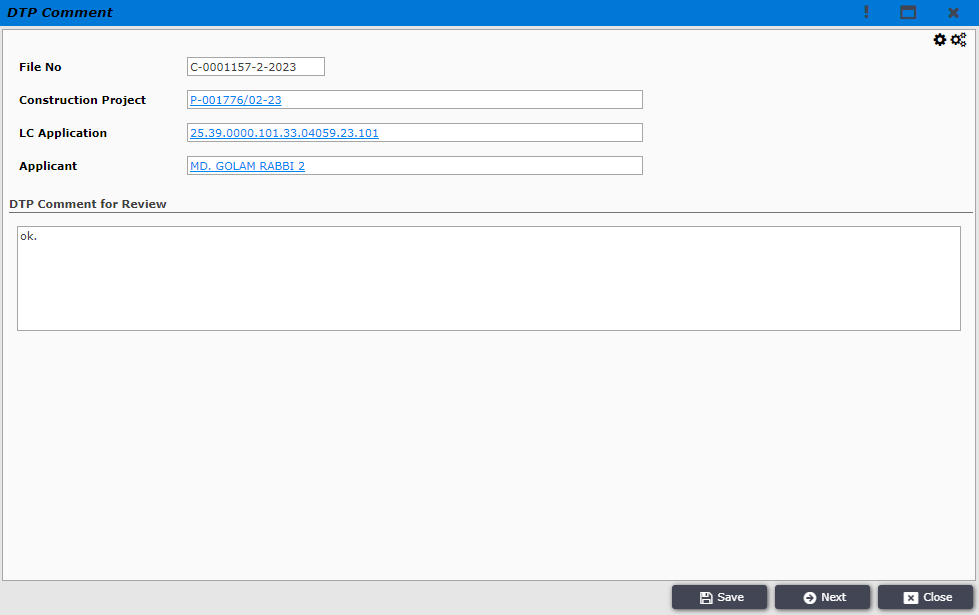 DTP Comment
File No C-0001157-2-2023
Construction Project P-001776/02-23
LC Application 25.39.0000.101.33.04059.23.101
Applicant MD. GOLAM RABBI 2
DTP Comment for Review
ok.
Save Next Close